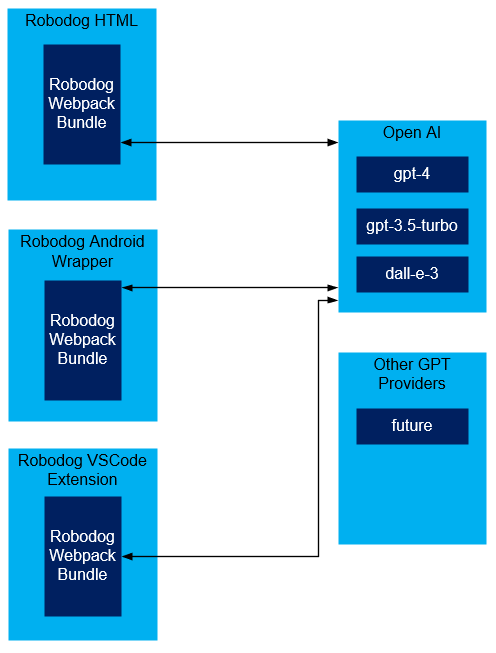 Robodog HTML
Robodog
Webpack
Bundle
Robodog Android
Wrapper
Robodog
Webpack
Bundle
Robodog VSCode
Extension
Robodog
Webpack
Bundle
Open AI
gpt-4
gpt-3.5-turbo
dall-e-3
Other GPT
Providers
future